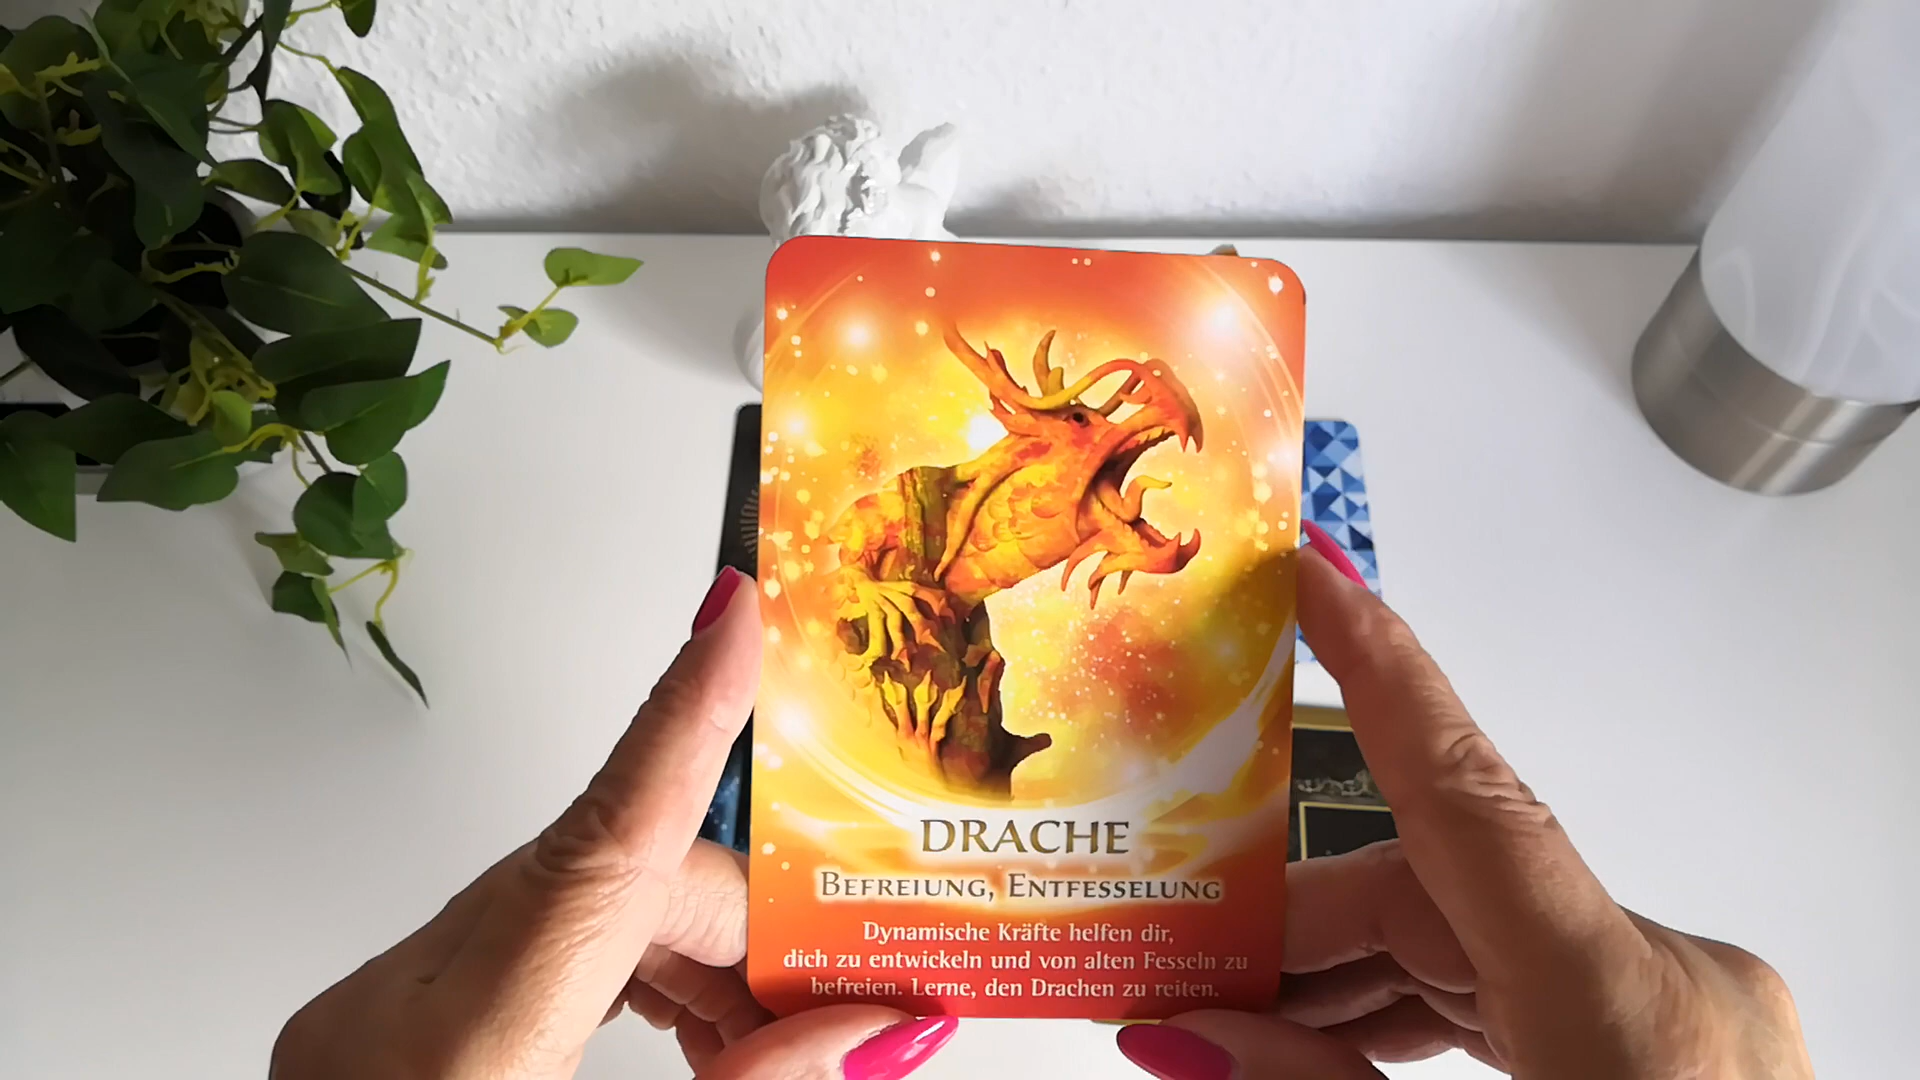 DRACHE
BEFREIUNG, ENTFESSELUNG
Dynamische Kräfte helfen dir,
dich zu entwickeln und von alten Fesseln zu
befreien. Lerne, den Drachen zu reiten.